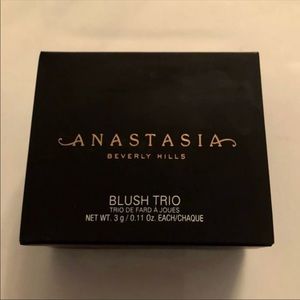 ANASTASIA
BEVERLY HILLS
BLUSH TRIO
TRIO DE FARD A JOUES
NET WT. 3 g / 0.11 Oz. EACH/CHAQUE